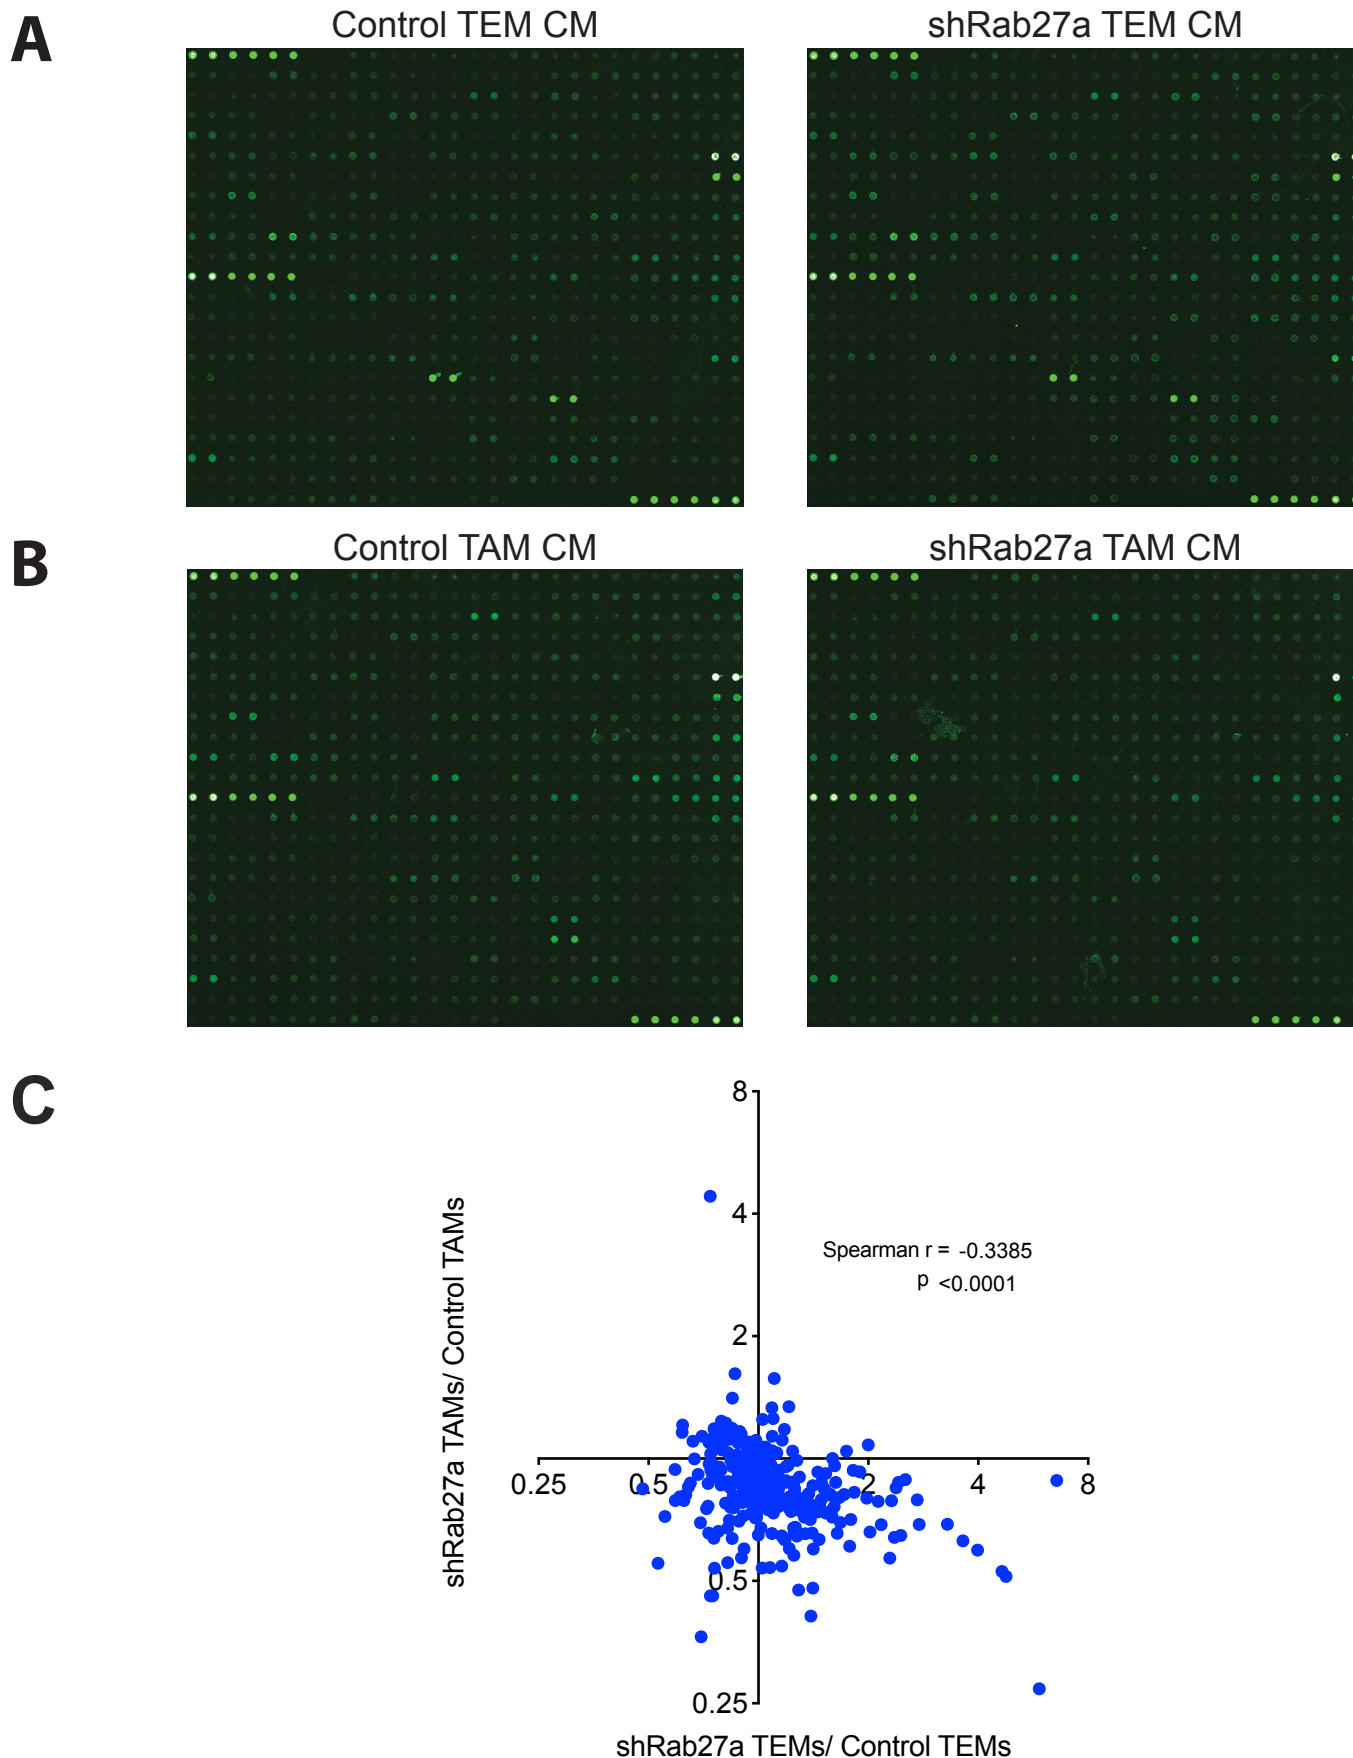 A
Control TEM CM
shRab27a TEM CM
B
Control TAM CM
shRab27a TAM CM
C
8
4
2
0.5
0.25
shRab27a TAMs/ Control TAMs
Spearman r = -0.3385
p <0.0001
0.25
0.5
2
4
8
shRab27a TEMs/ Control TEMs